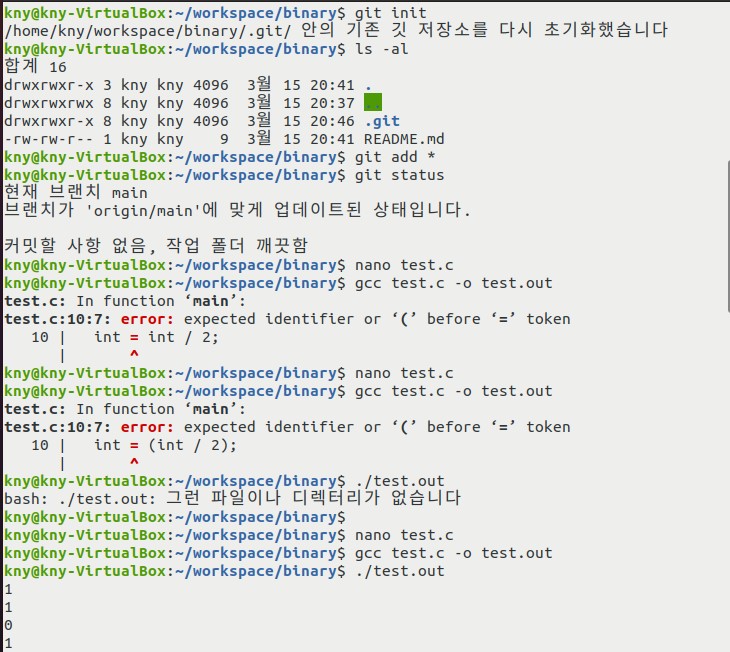 kny@kny-VirtualBox:~/workspace/binary$ git init
/home/kny/workspace/binary/.git/ 안의 기존 깃 저장소를 다시 초기화했습니다
kny@kny-VirtualBox:~/workspace/binary$ ls -al
합계 16
drwxrwxr-x 3 kny kny 4096  3월 15 20:41 .
drwxrwxrwx 8 kny kny 4096  3월 15 20:37 ..
drwxrwxr-x 8 kny kny 4096  3월 15 20:46 .git
-rw-rw-r-- 1 kny kny    9  3월 15 20:41 README.md
kny@kny-VirtualBox:~/workspace/binary$ git add *
kny@kny-VirtualBox:~/workspace/binary$ git status
현재 브랜치 main
브랜치가 'origin/main'에 맞게 업데이트된 상태입니다.
커밋할 사항 없음, 작업 폴더 깨끗함
kny@kny-VirtualBox:~/workspace/binary$ nano test.c
kny@kny-VirtualBox:~/workspace/binary$ gcc test.c -o test.out
test.c: In function ‘main’:
test.c:10:7: error: expected identifier or ‘(’ before ‘=’ token
   10 |   int = int / 2;
      |       ^
kny@kny-VirtualBox:~/workspace/binary$ nano test.c
kny@kny-VirtualBox:~/workspace/binary$ gcc test.c -o test.out
test.c: In function ‘main’:
test.c:10:7: error: expected identifier or ‘(’ before ‘=’ token
   10 |   int = (int / 2);
      |       ^
kny@kny-VirtualBox:~/workspace/binary$ ./test.out
bash: ./test.out: 그런 파일이나 디렉터리가 없습니다
kny@kny-VirtualBox:~/workspace/binary$
kny@kny-VirtualBox:~/workspace/binary$ nano test.c
kny@kny-VirtualBox:~/workspace/binary$ gcc test.c -o test.out
kny@kny-VirtualBox:~/workspace/binary$ ./test.out
1
1
0
1